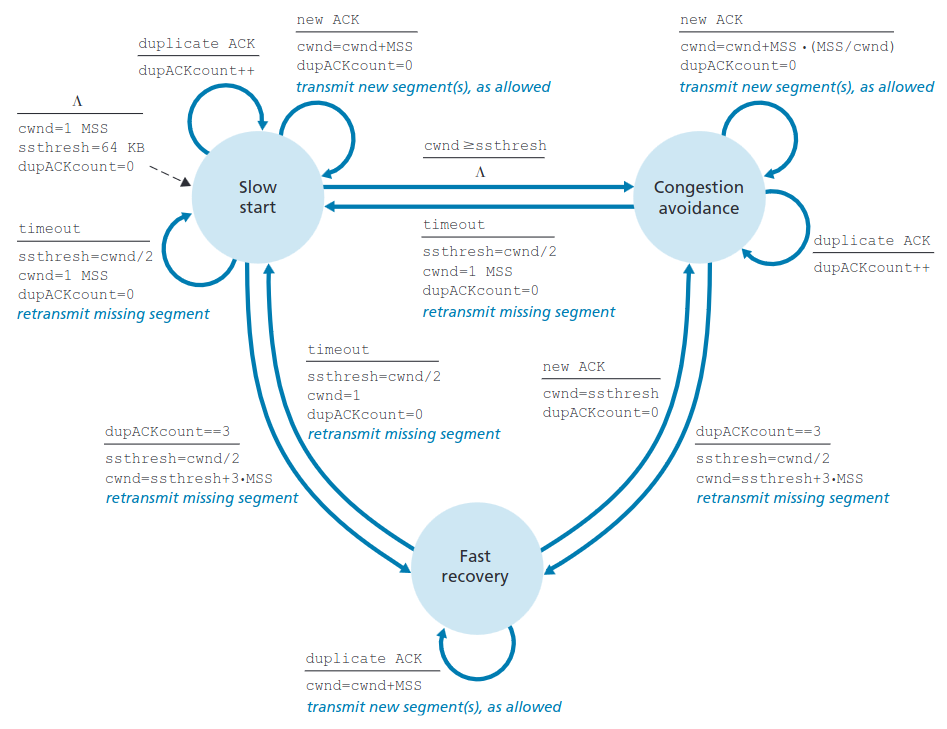 new ACK
cwnd=cwnd+MSS
dupACKcount=0
transmit new segment(s), as allowed
new ACK
cwnd=cwnd+MSS·(MSS/cwnd)
dupACKcount=0
transmit new segment(s), as allowed
duplicate ACK
dupACKcount++
Λ
cwnd=1 MSS
ssthresh=64 KB
dupACKcount=0
cwnd≥ssthresh
Λ
Slow
start
Congestion
avoidance
timeout
ssthresh=cwnd/2
cwnd=1 MSS
dupACKcount=0
retransmit missing segment
timeout
ssthresh=cwnd/2
cwnd=1 MSS
dupACKcount=0
retransmit missing segment
duplicate ACK
dupACKcount++
timeout
ssthresh=cwnd/2
cwnd=1
dupACKcount=0
retransmit missing segment
new ACK
cwnd=ssthresh
dupACKcount=0
dupACKcount==3
ssthresh=cwnd/2
cwnd=ssthresh+3·MSS
retransmit missing segment
dupACKcount==3
ssthresh=cwnd/2
cwnd=ssthresh+3·MSS
retransmit missing segment
Fast
recovery
duplicate ACK
cwnd=cwnd+MSS
transmit new segment(s), as allowed